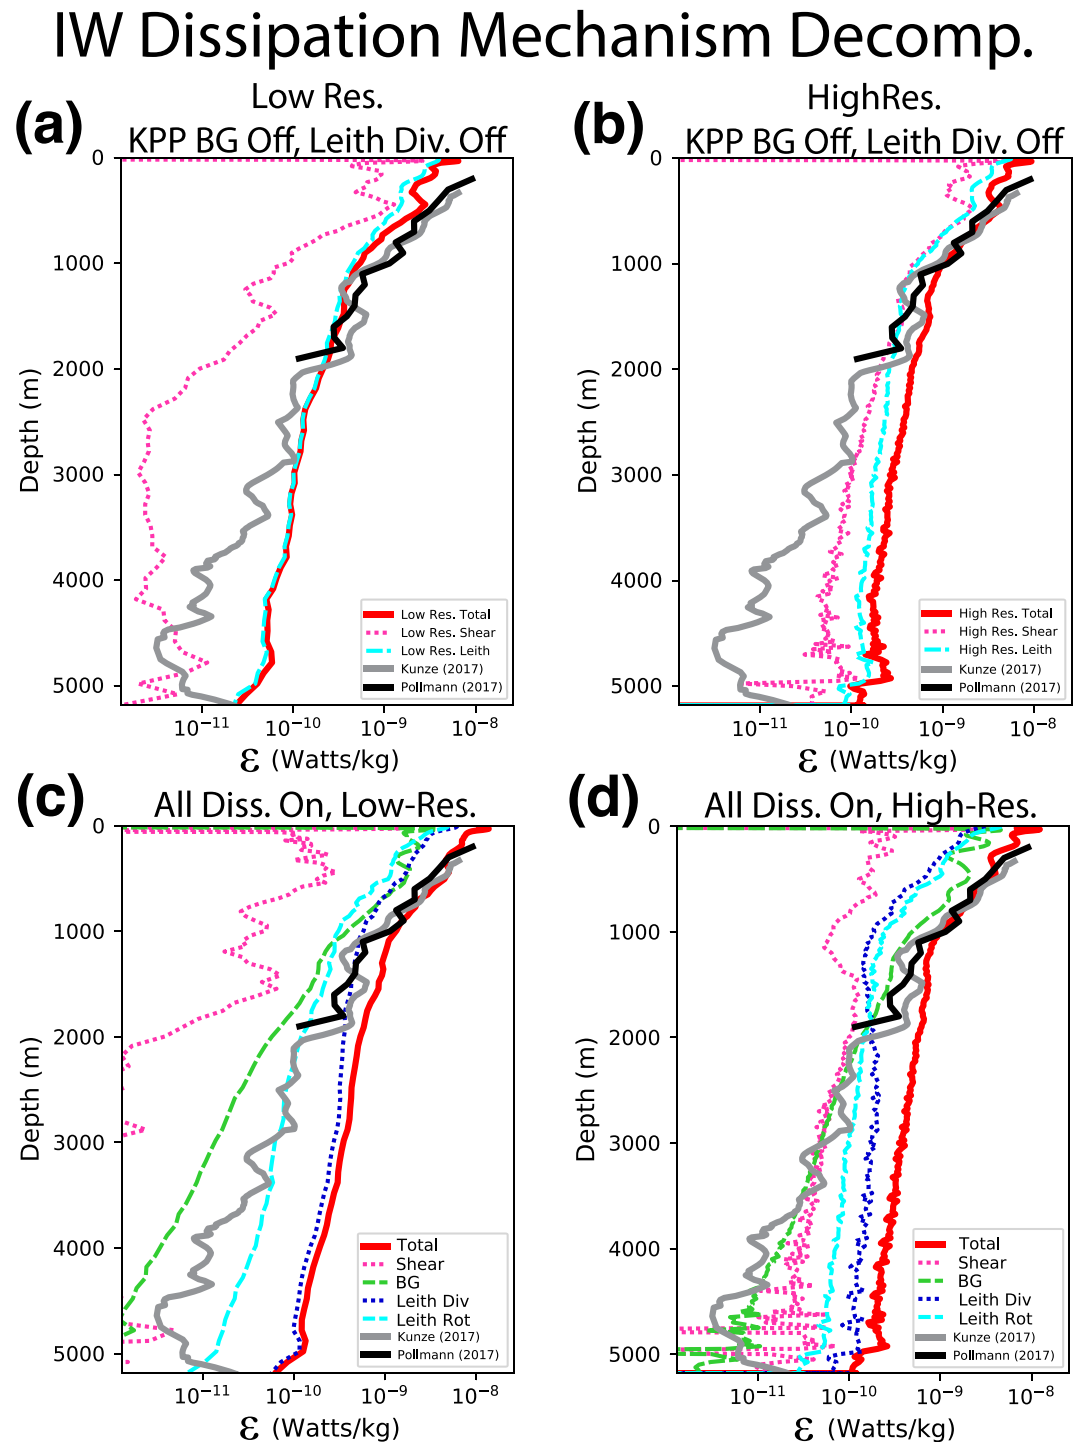 IW Dissipation Mechanism Decomp.
(a)
Low Res.
KPP BG Off, Leith Div. Off
0
1000
2000
3000
4000
5000
Depth (m)
Low Res. Total
Low Res. Shear
Low Res. Leith
Kunze (2017)
Pollmann (2017)
10⁻¹¹
10⁻¹⁰
10⁻⁹
10⁻⁸
ε (Watts/kg)
(b)
HighRes.
KPP BG Off, Leith Div. Off
0
1000
2000
3000
4000
5000
Depth (m)
High Res. Total
High Res. Shear
High Res. Leith
Kunze (2017)
Pollmann (2017)
10⁻¹¹
10⁻¹⁰
10⁻⁹
10⁻⁸
ε (Watts/kg)
(c)
All Diss. On, Low-Res.
0
1000
2000
3000
4000
5000
Depth (m)
Total
Shear
BG
Leith Div
Leith Rot
Kunze (2017)
Pollmann (2017)
10⁻¹¹
10⁻¹⁰
10⁻⁹
10⁻⁸
ε (Watts/kg)
(d)
All Diss. On, High-Res.
0
1000
2000
3000
4000
5000
Depth (m)
Total
Shear
BG
Leith Div
Leith Rot
Kunze (2017)
Pollmann (2017)
10⁻¹¹
10⁻¹⁰
10⁻⁹
10⁻⁸
ε (Watts/kg)